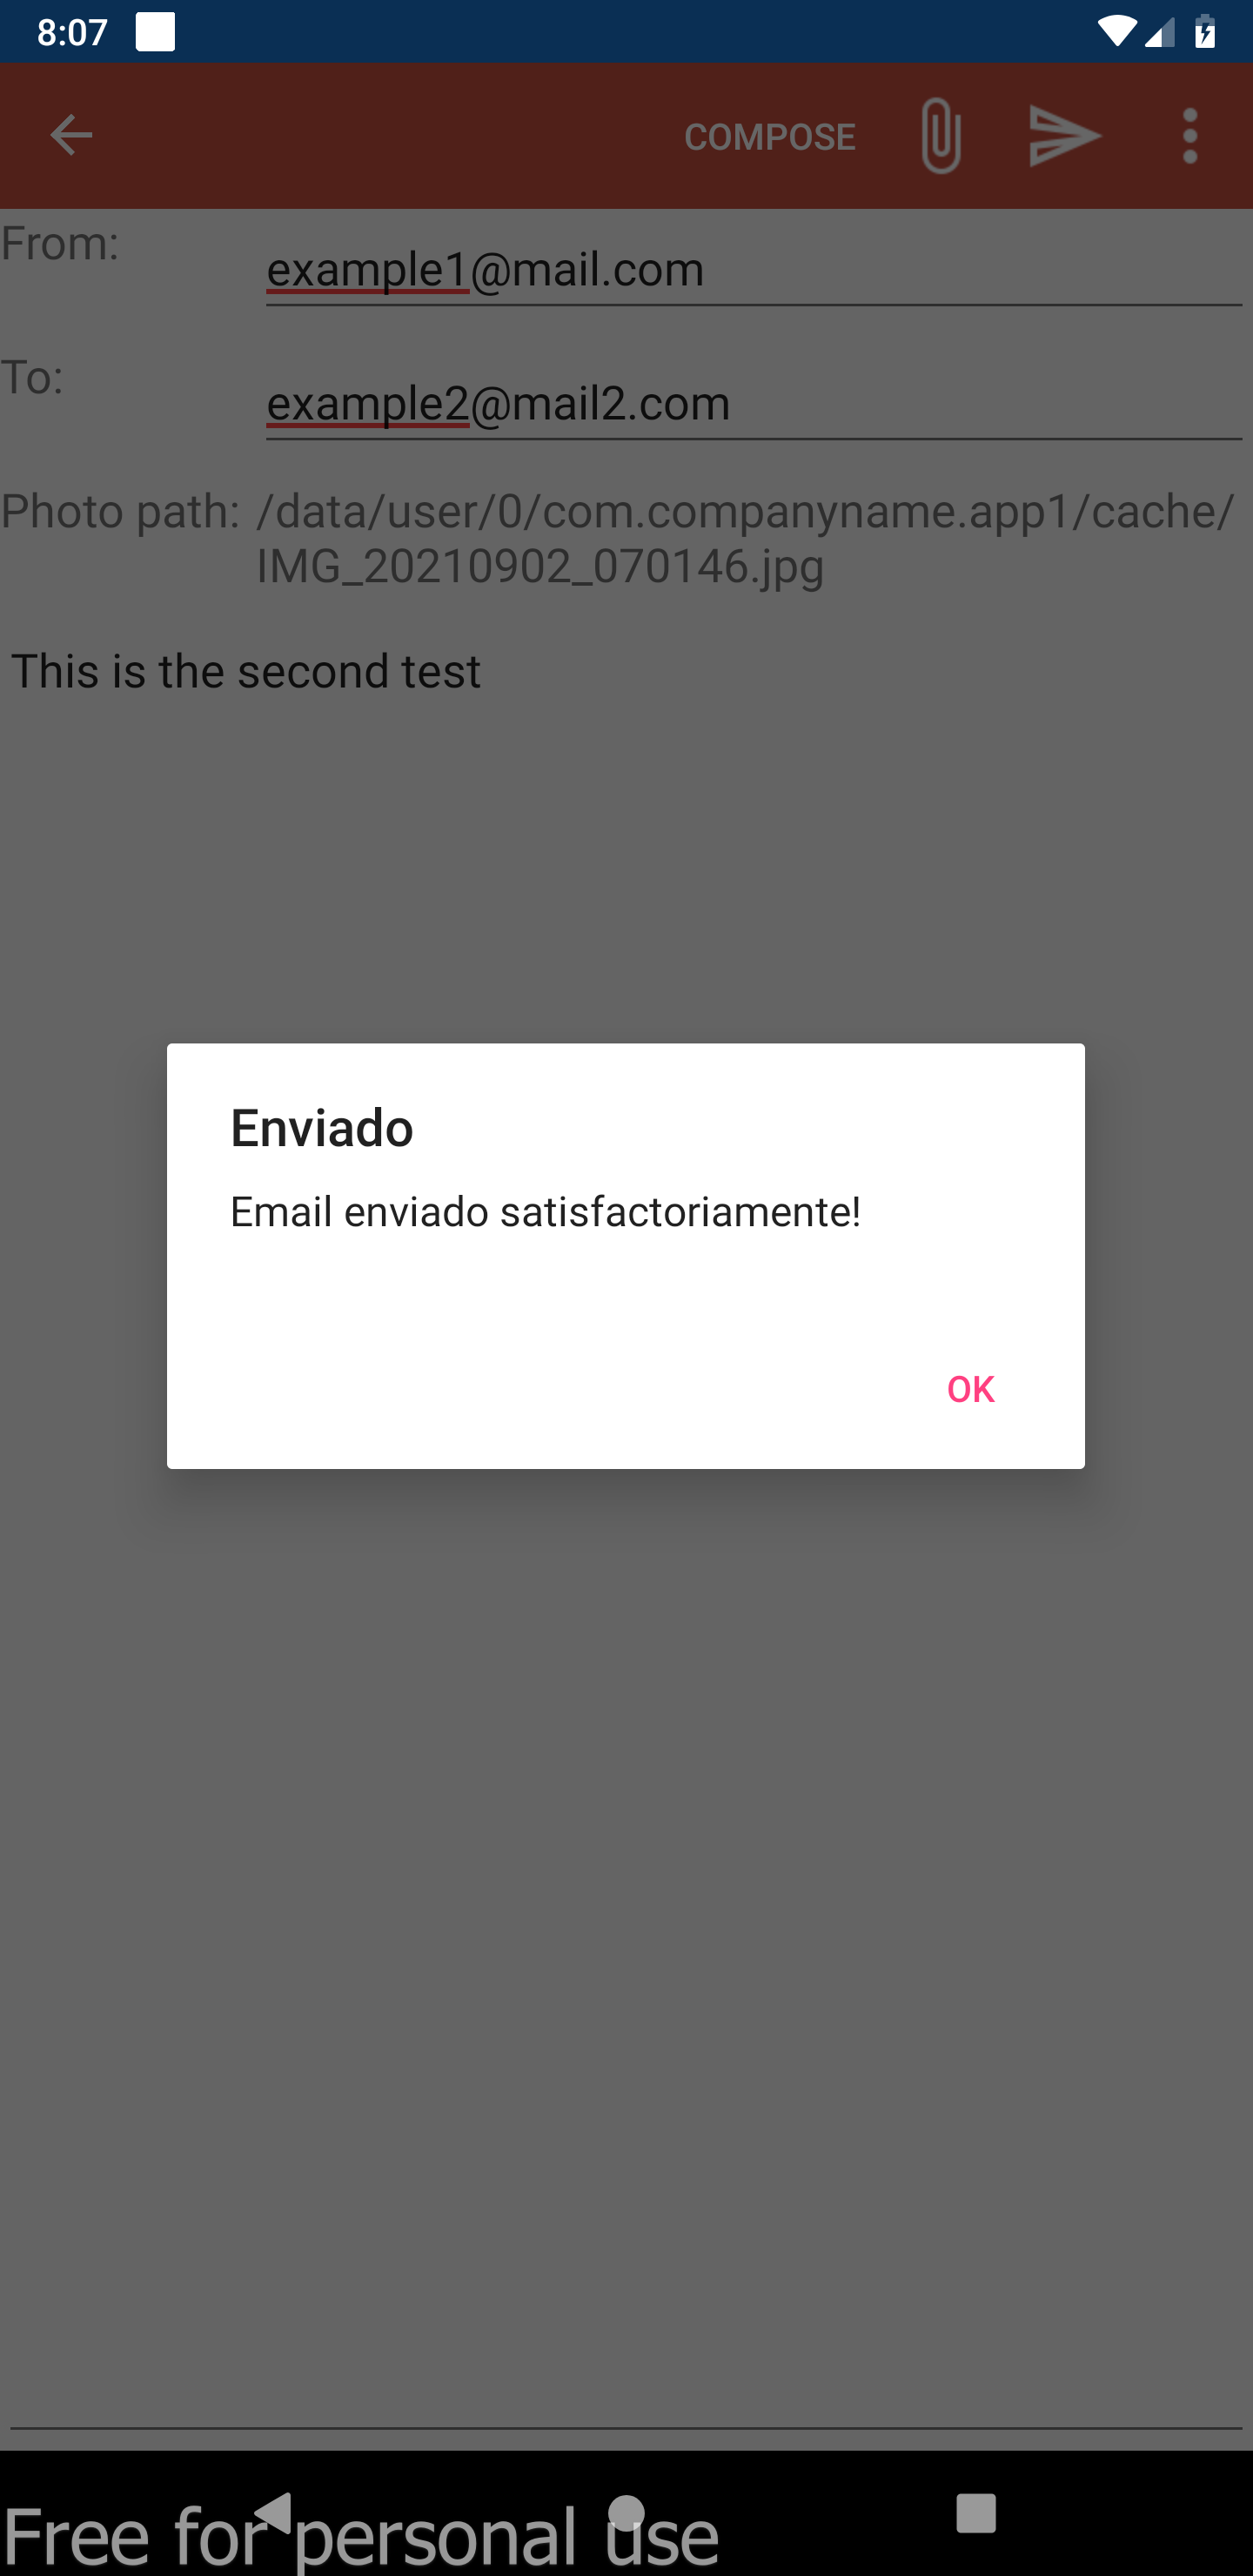 8:07
COMPOSE
From:
example1@mail.com
To:
example2@mail2.com
Photo path:
/data/user/0/com.companyname.app1/cache/
IMG_20210902_070146.jpg
This is the second test
Enviado
Email enviado satisfactoriamente!
OK
Free for personal use